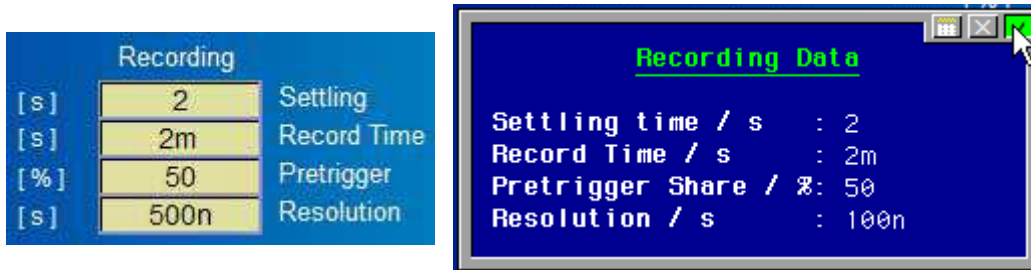 Recording
[s] 2 Settling
[s] 2m Record Time
[%] 50 Pretrigger
[s] 500n Resolution
Recording Data
Settling time / s : 2
Record Time / s : 2m
Pretrigger Share / %: 50
Resolution / s : 100n